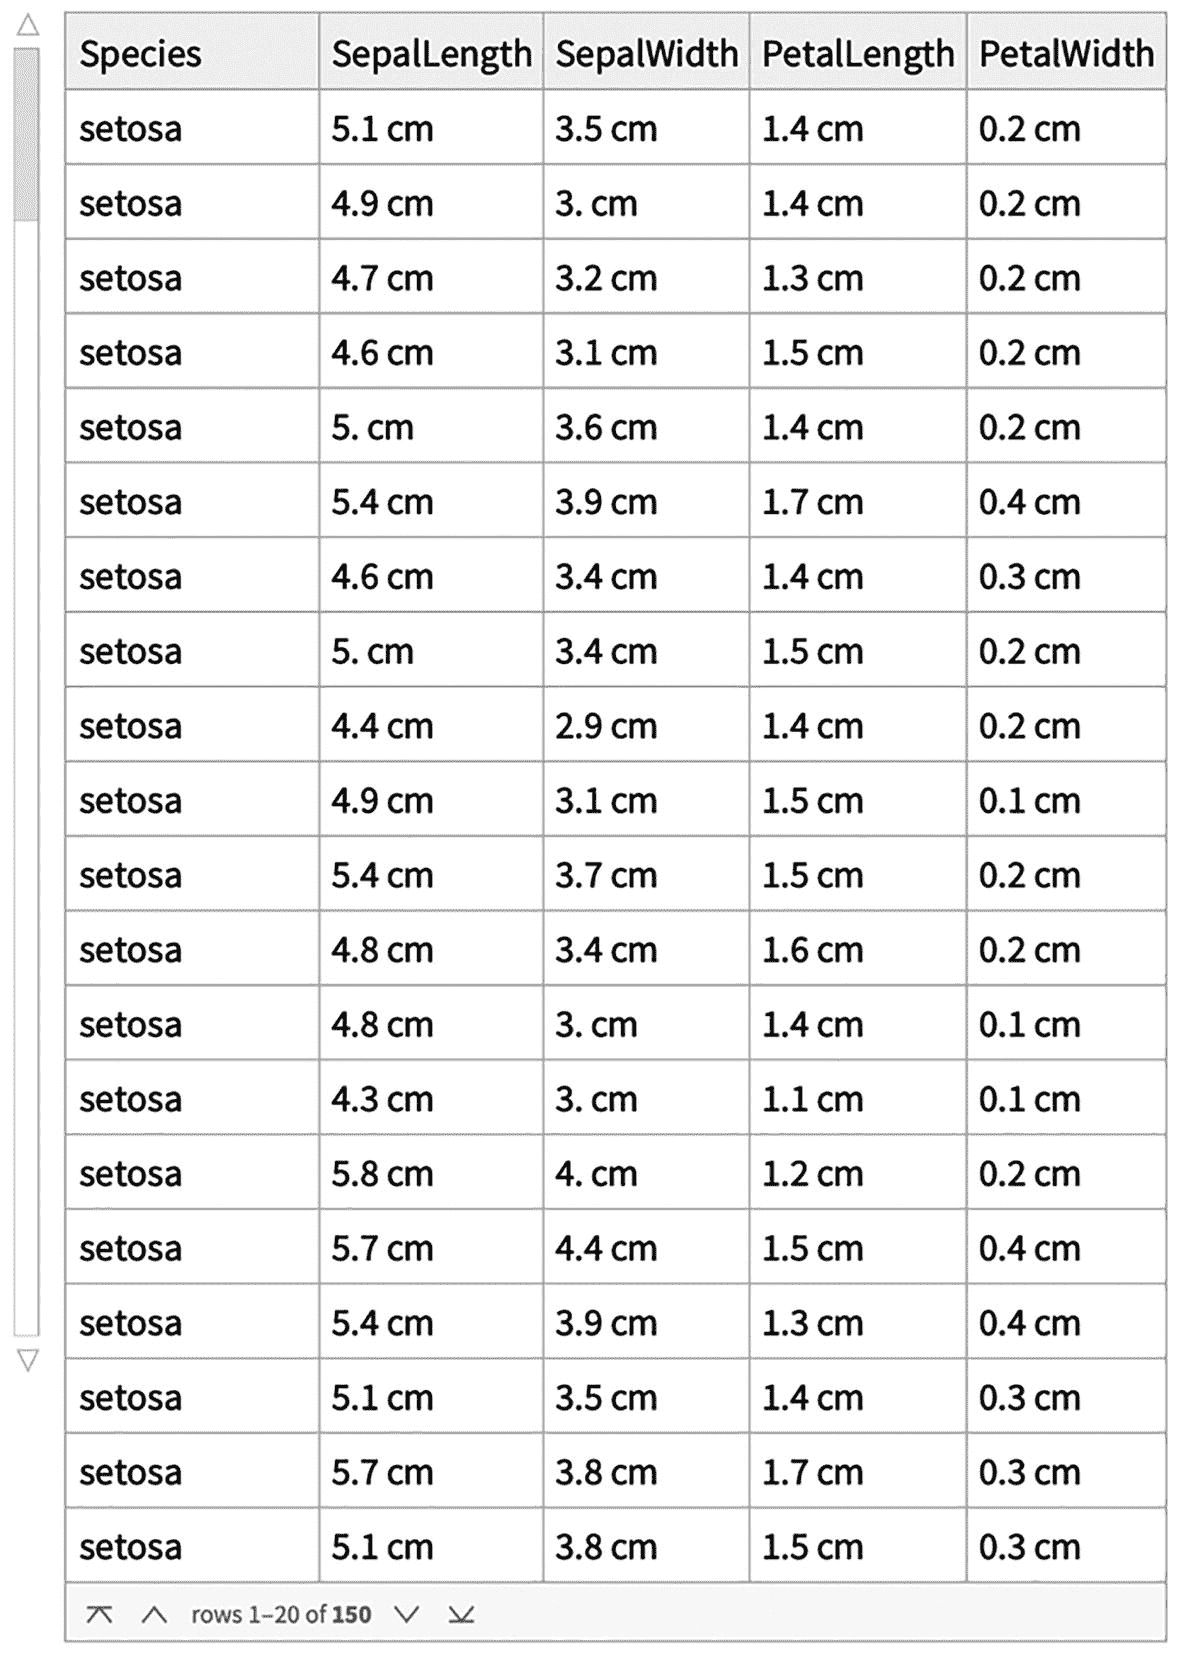 Species SepalLength SepalWidth PetalLength PetalWidth
setosa 5.1 cm 3.5 cm 1.4 cm 0.2 cm
setosa 4.9 cm 3. cm 1.4 cm 0.2 cm
setosa 4.7 cm 3.2 cm 1.3 cm 0.2 cm
setosa 4.6 cm 3.1 cm 1.5 cm 0.2 cm
setosa 5. cm 3.6 cm 1.4 cm 0.2 cm
setosa 5.4 cm 3.9 cm 1.7 cm 0.4 cm
setosa 4.6 cm 3.4 cm 1.4 cm 0.3 cm
setosa 5. cm 3.4 cm 1.5 cm 0.2 cm
setosa 4.4 cm 2.9 cm 1.4 cm 0.2 cm
setosa 4.9 cm 3.1 cm 1.5 cm 0.1 cm
setosa 5.4 cm 3.7 cm 1.5 cm 0.2 cm
setosa 4.8 cm 3.4 cm 1.6 cm 0.2 cm
setosa 4.8 cm 3. cm 1.4 cm 0.1 cm
setosa 4.3 cm 3. cm 1.1 cm 0.1 cm
setosa 5.8 cm 4. cm 1.2 cm 0.2 cm
setosa 5.7 cm 4.4 cm 1.5 cm 0.4 cm
setosa 5.4 cm 3.9 cm 1.3 cm 0.4 cm
setosa 5.1 cm 3.5 cm 1.4 cm 0.3 cm
setosa 5.7 cm 3.8 cm 1.7 cm 0.3 cm
setosa 5.1 cm 3.8 cm 1.5 cm 0.3 cm
rows 1–20 of 150